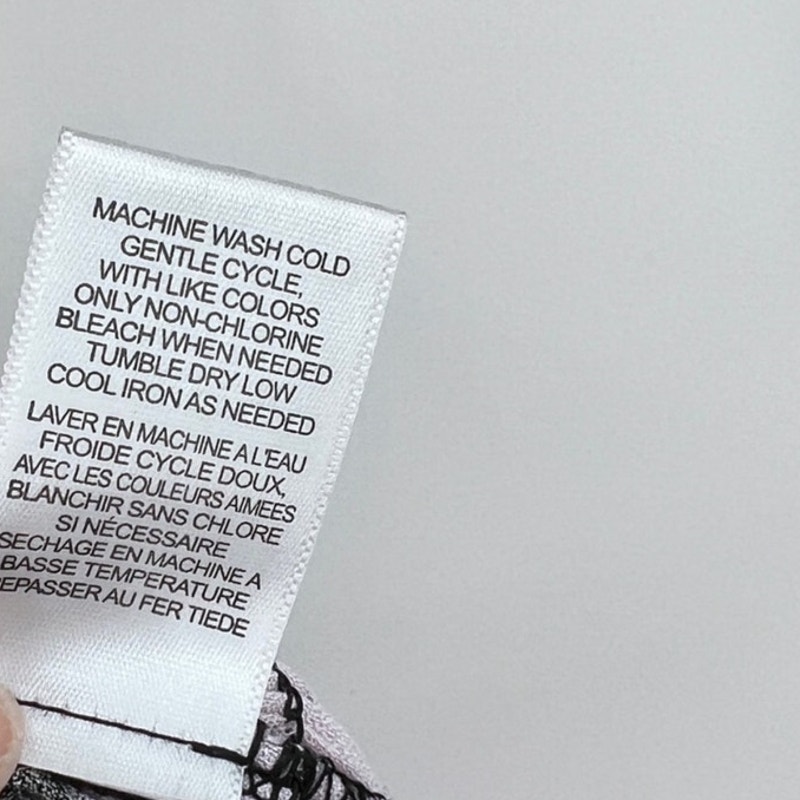 MACHINE WASH COLD
GENTLE CYCLE,
WITH LIKE COLORS
ONLY NON-CHLORINE
BLEACH WHEN NEEDED
TUMBLE DRY LOW
COOL IRON AS NEEDED
LAVER EN MACHINE A L'EAU
FROIDE CYCLE DOUX,
AVEC LES COULEURS AIMEES
BLANCHIR SANS CHLORE
SI NÉCESSAIRE
SECHAGE EN MACHINE A
BASSE TEMPERATURE
EPASSER AU FER TIEDE